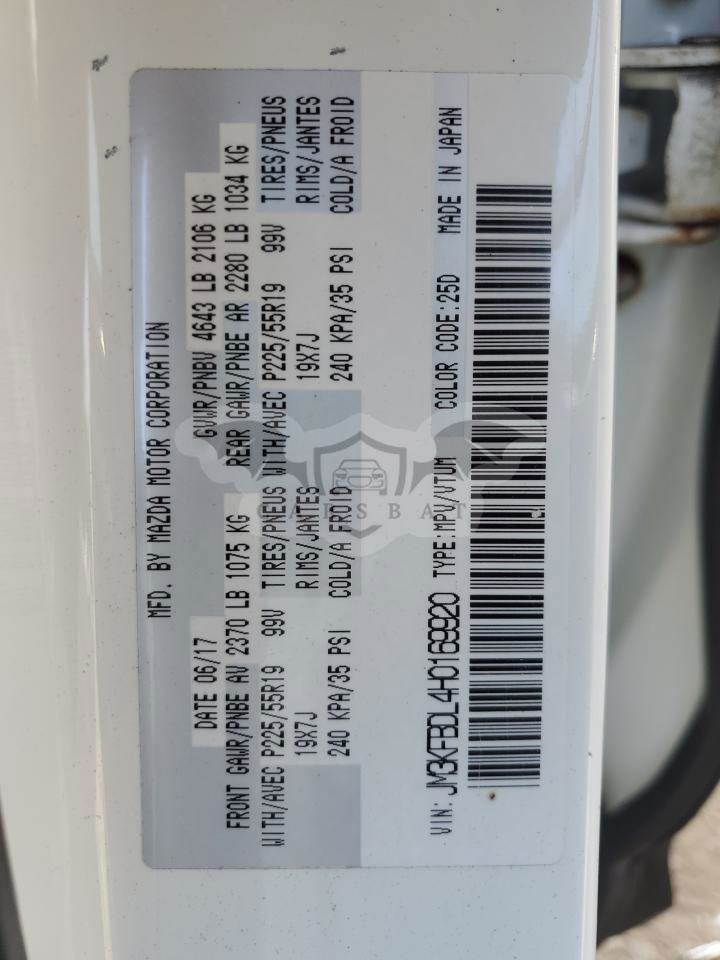 MFD. BY MAZDA MOTOR CORPORATION
DATE 06/17 GVWR/PNBV 4643 LB 2106 KG
FRONT GAWR/PNBE AV 2370 LB 1075 KG REAR GAWR/PNBE AR 2280 LB 1034 KG
WITH/AVEC P225/55R19 99V TIRES/PNEUS WITH/AVEC P225/55R19 99V TIRES/PNEUS
19X7J RIMS/JANTES 19X7J RIMS/JANTES
240 KPA/35 PSI COLD/A FROID 240 KPA/35 PSI COLD/A FROID
VIN: JM3KFBDL4H0169920 TYPE:MPV/VTUM COLOR CODE:25D MADE IN JAPAN
CARSBAT